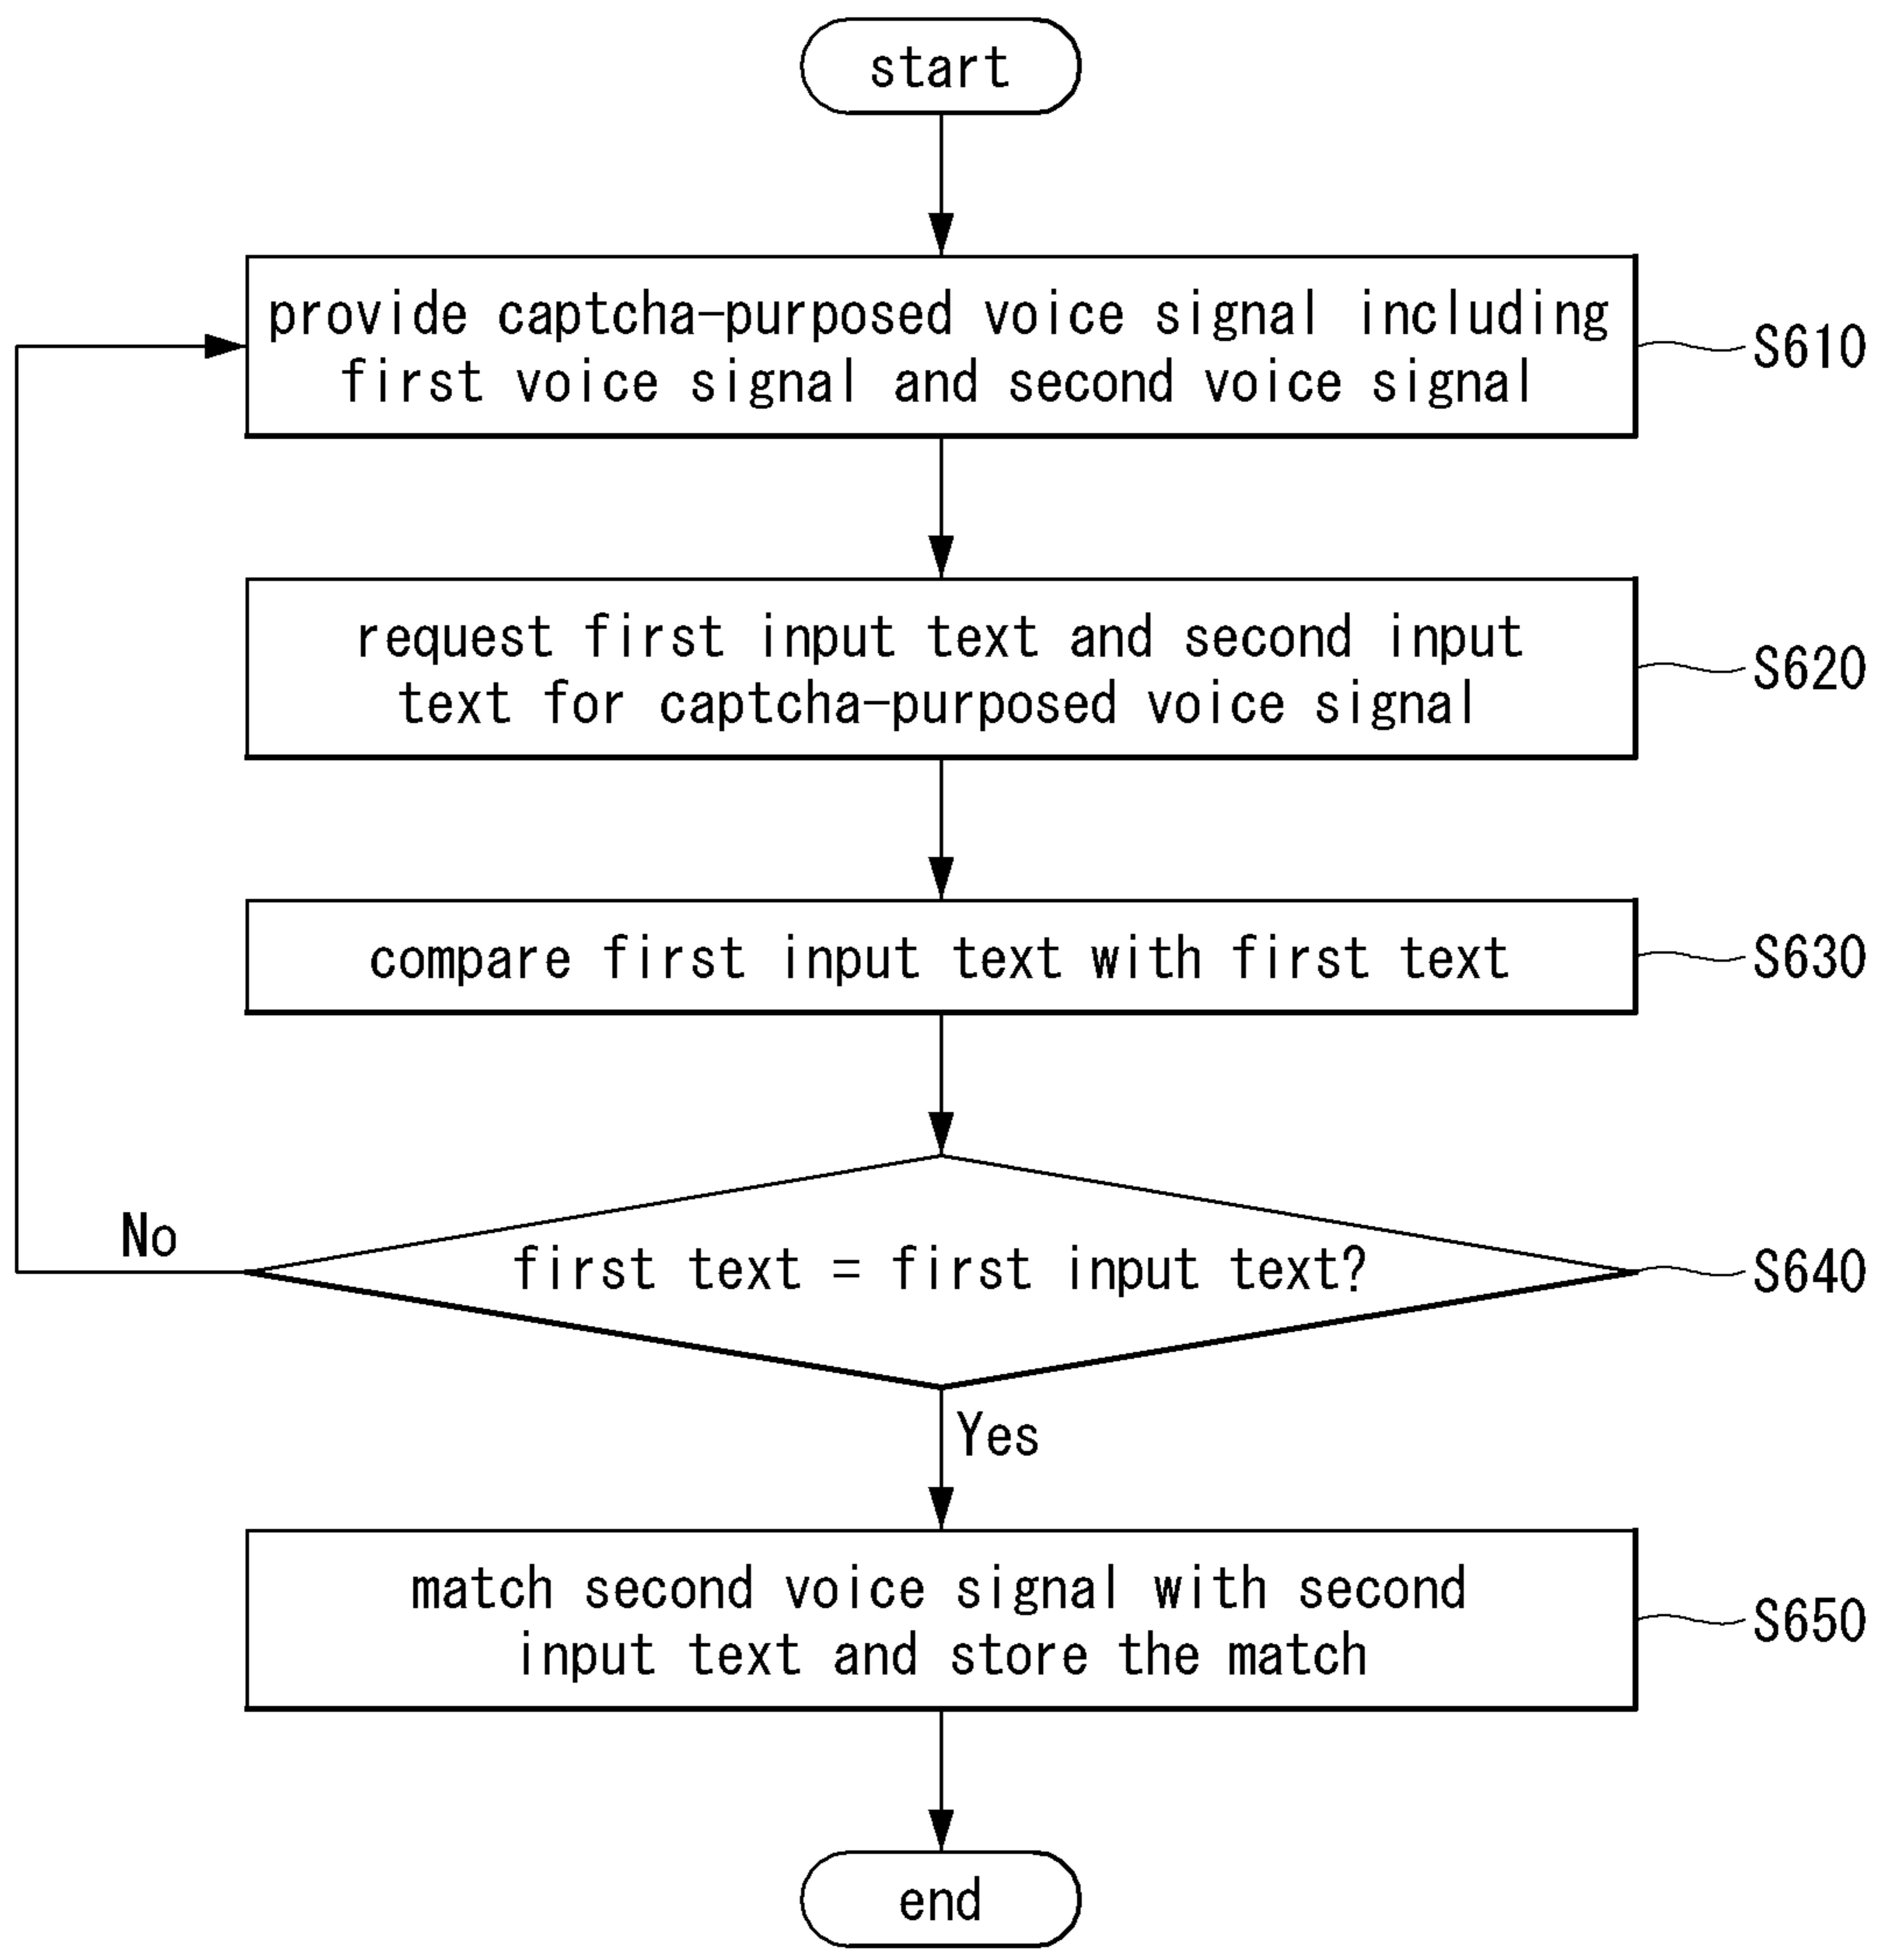 start
provide captcha-purposed voice signal including
first voice signal and second voice signal
S610
request first input text and second input
text for captcha-purposed voice signal
S620
compare first input text with first text
S630
No
first text = first input text?
S640
Yes
match second voice signal with second
input text and store the match
S650
end